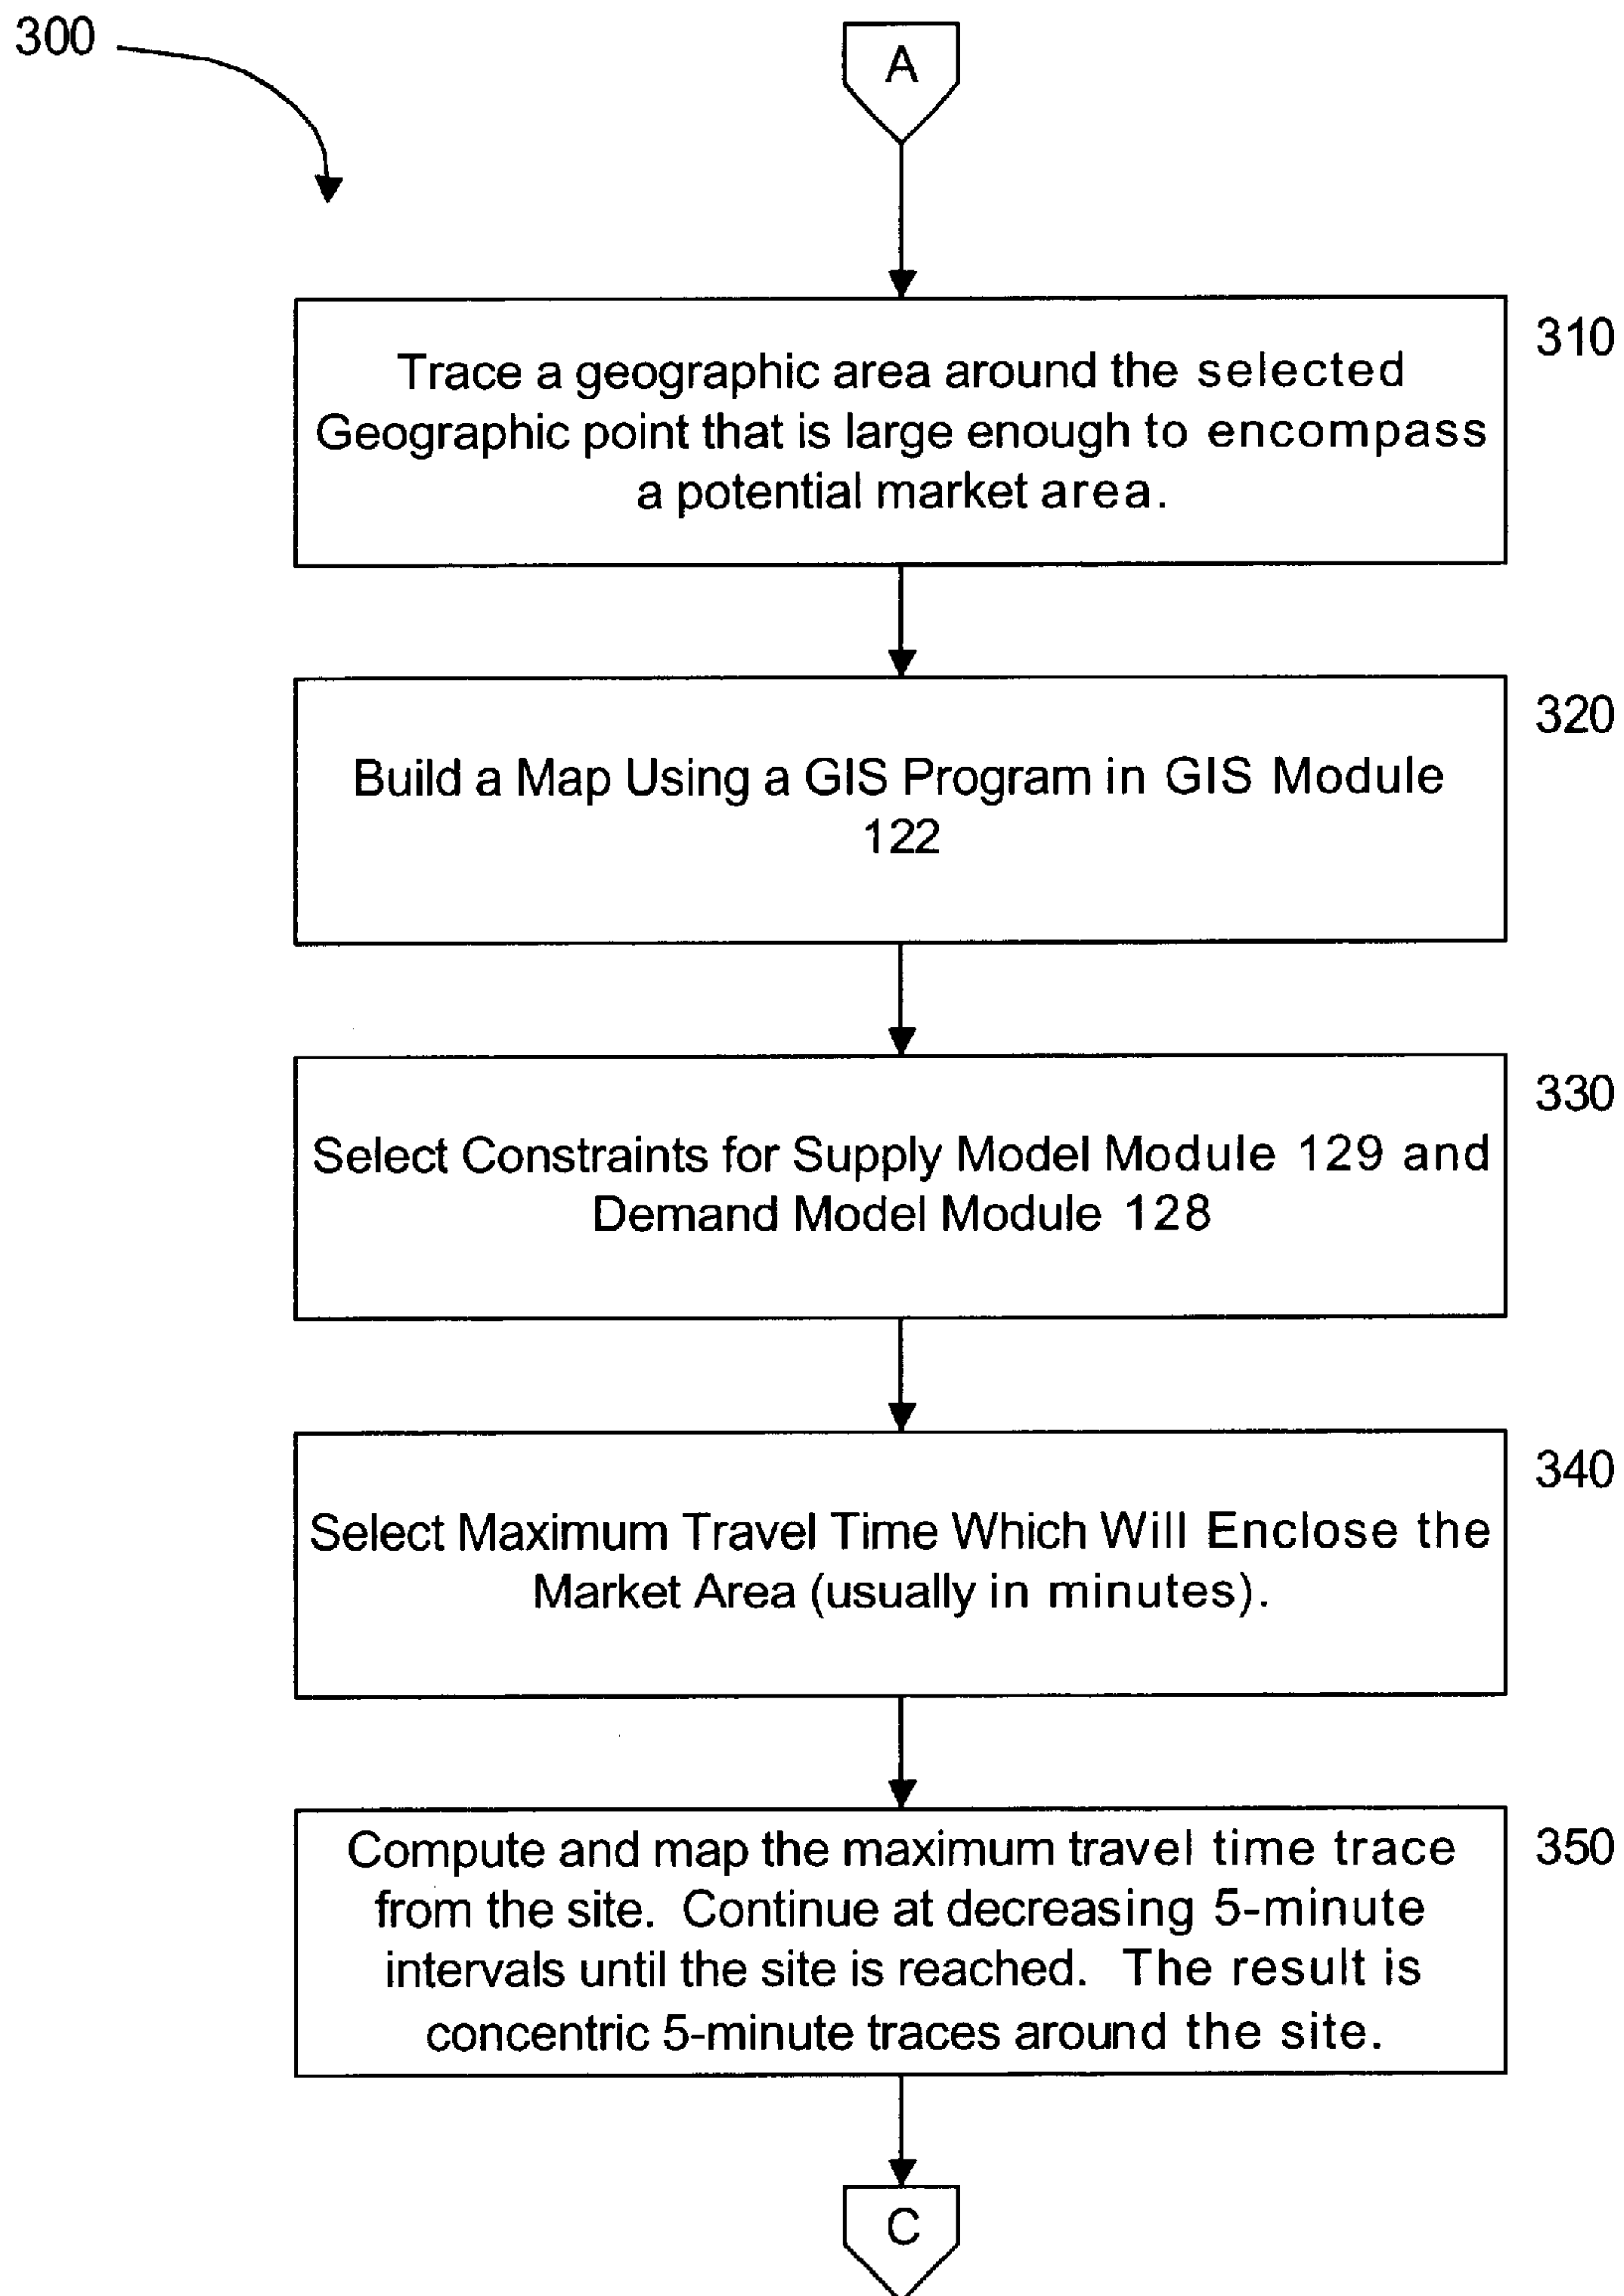 300
A
310
Trace a geographic area around the selected
Geographic point that is large enough to encompass
a potential market area.
320
Build a Map Using a GIS Program in GIS Module
122
330
Select Constraints for Supply Model Module 129 and
Demand Model Module 128
340
Select Maximum Travel Time Which Will Enclose the
Market Area (usually in minutes).
350
Compute and map the maximum travel time trace
from the site. Continue at decreasing 5-minute
intervals until the site is reached. The result is
concentric 5-minute traces around the site.
C